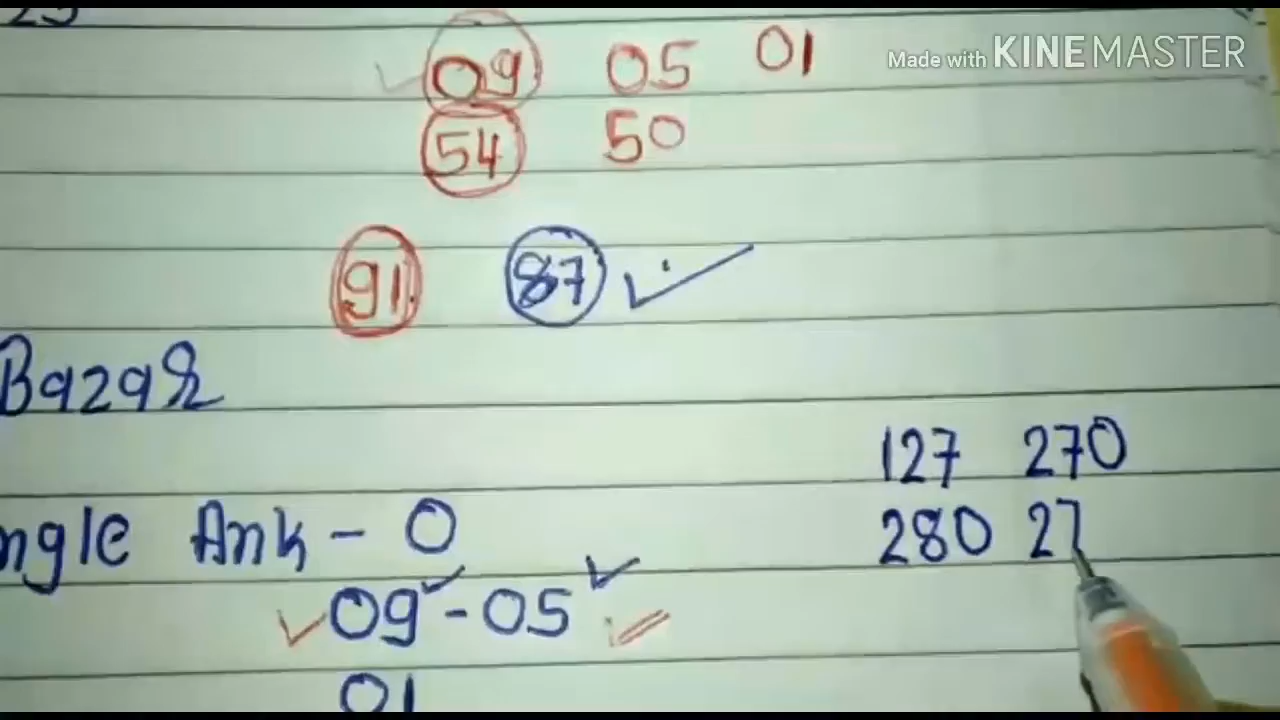 09 05 01
Made with KINEMASTER
54 50
91 87
Bazar
127 270
ngle Ank - 0
280 27
09 - 05
01